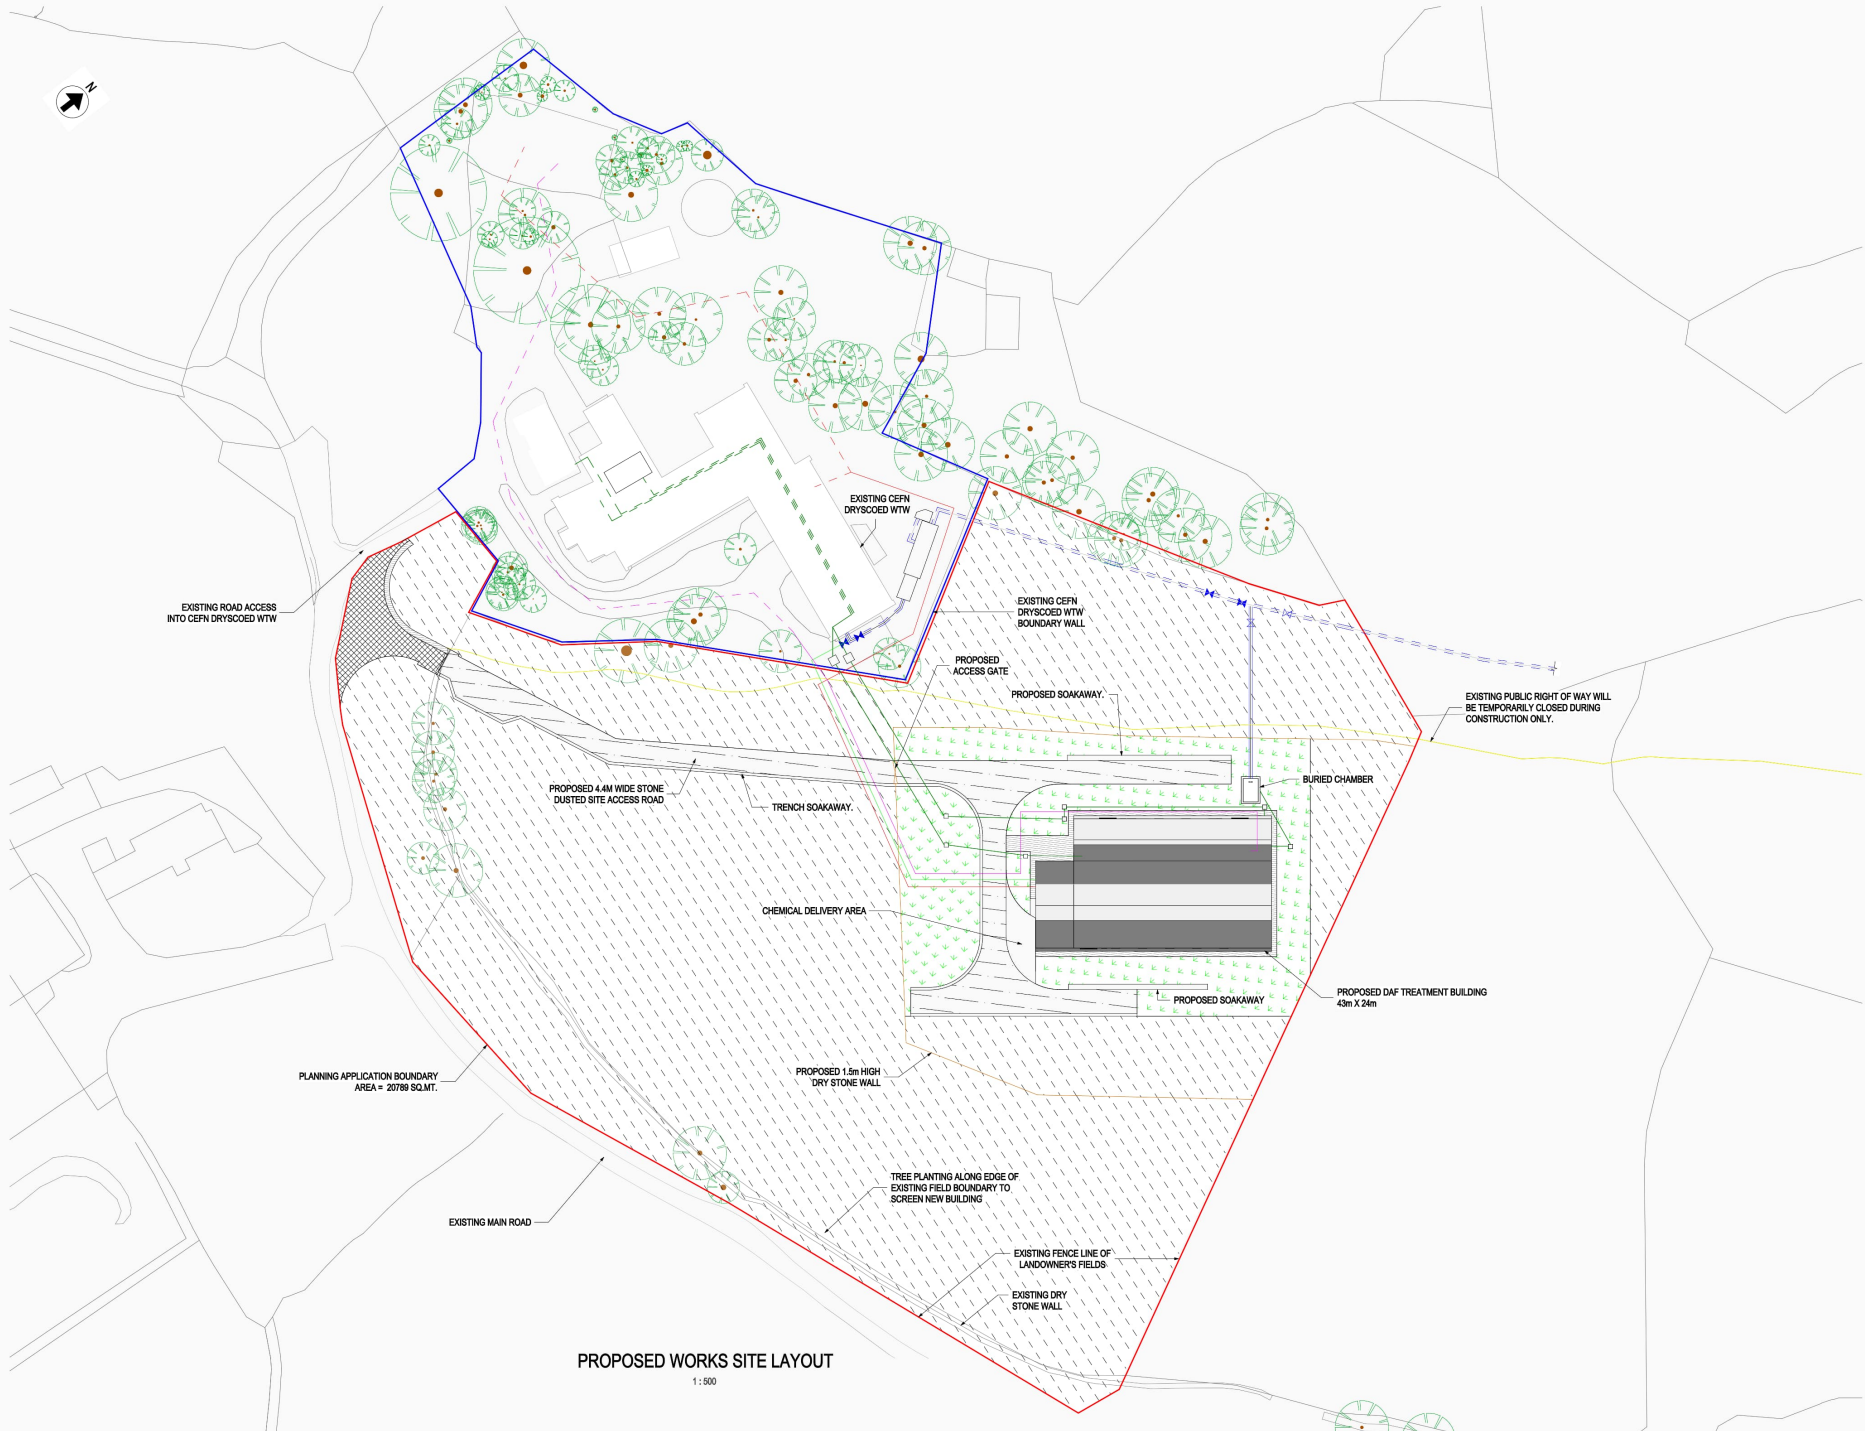 N
EXISTING CEFN
DRYSCOED WTW
EXISTING ROAD ACCESS
INTO CEFN DRYSCOED WTW
EXISTING CEFN
DRYSCOED WTW
BOUNDARY WALL
PROPOSED
ACCESS GATE
PROPOSED SOAKAWAY.
EXISTING PUBLIC RIGHT OF WAY WILL
BE TEMPORARILY CLOSED DURING
CONSTRUCTION ONLY.
BURIED CHAMBER
PROPOSED 4.4M WIDE STONE
DUSTED SITE ACCESS ROAD
TRENCH SOAKAWAY.
CHEMICAL DELIVERY AREA
PROPOSED SOAKAWAY
PROPOSED DAF TREATMENT BUILDING
43m X 24m
PLANNING APPLICATION BOUNDARY
AREA = 20789 SQ.MT.
PROPOSED 1.5m HIGH
DRY STONE WALL
TREE PLANTING ALONG EDGE OF
EXISTING FIELD BOUNDARY TO
SCREEN NEW BUILDING
EXISTING MAIN ROAD
EXISTING FENCE LINE OF
LANDOWNER'S FIELDS
EXISTING DRY
STONE WALL
PROPOSED WORKS SITE LAYOUT
1 : 500